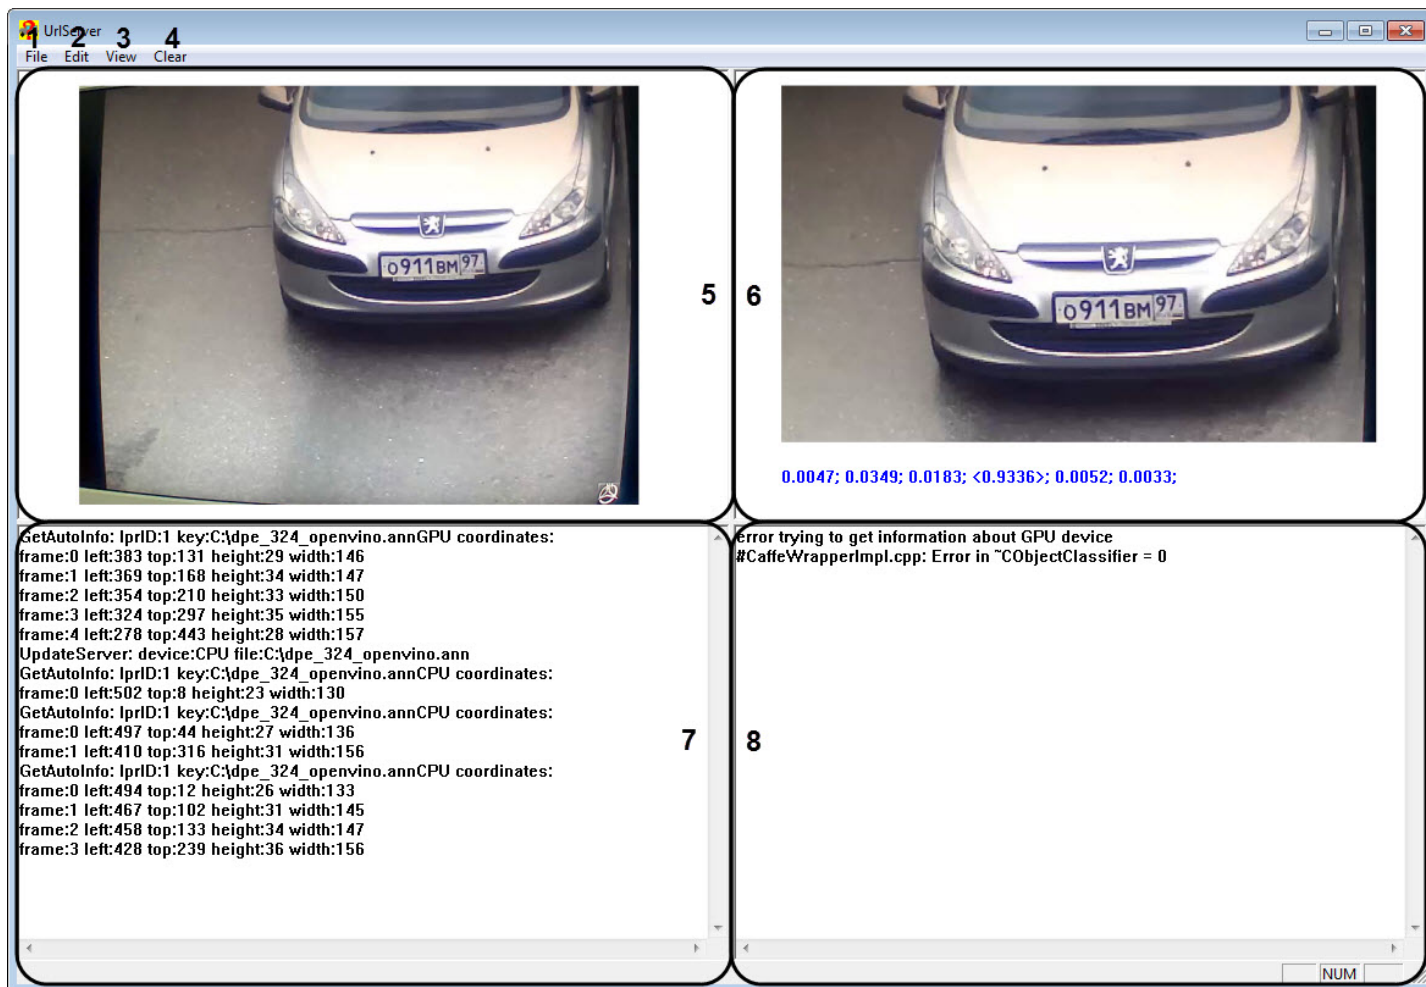 UrlServer
1 2 3 4
File Edit View Clear
О911ВМ 97
О911ВМ 97
5 6
0.0047; 0.0349; 0.0183; <0.9336>; 0.0052; 0.0033;
GetAutoInfo: lprID:1 key:C:\dpe_324_openvino.annGPU coordinates:
frame:0 left:383 top:131 height:29 width:146
frame:1 left:369 top:168 height:34 width:147
frame:2 left:354 top:210 height:33 width:150
frame:3 left:324 top:297 height:35 width:155
frame:4 left:278 top:443 height:28 width:157
UpdateServer: device:CPU file:C:\dpe_324_openvino.ann
GetAutoInfo: lprID:1 key:C:\dpe_324_openvino.annCPU coordinates:
frame:0 left:502 top:8 height:23 width:130
GetAutoInfo: lprID:1 key:C:\dpe_324_openvino.annCPU coordinates:
frame:0 left:497 top:44 height:27 width:136
frame:1 left:410 top:316 height:31 width:156
GetAutoInfo: lprID:1 key:C:\dpe_324_openvino.annCPU coordinates:
frame:0 left:494 top:12 height:26 width:133
frame:1 left:467 top:102 height:31 width:145
frame:2 left:458 top:133 height:34 width:147
frame:3 left:428 top:239 height:36 width:156
7
error trying to get information about GPU device
#CaffeWrapperImpl.cpp: Error in ~CObjectClassifier = 0
8
NUM